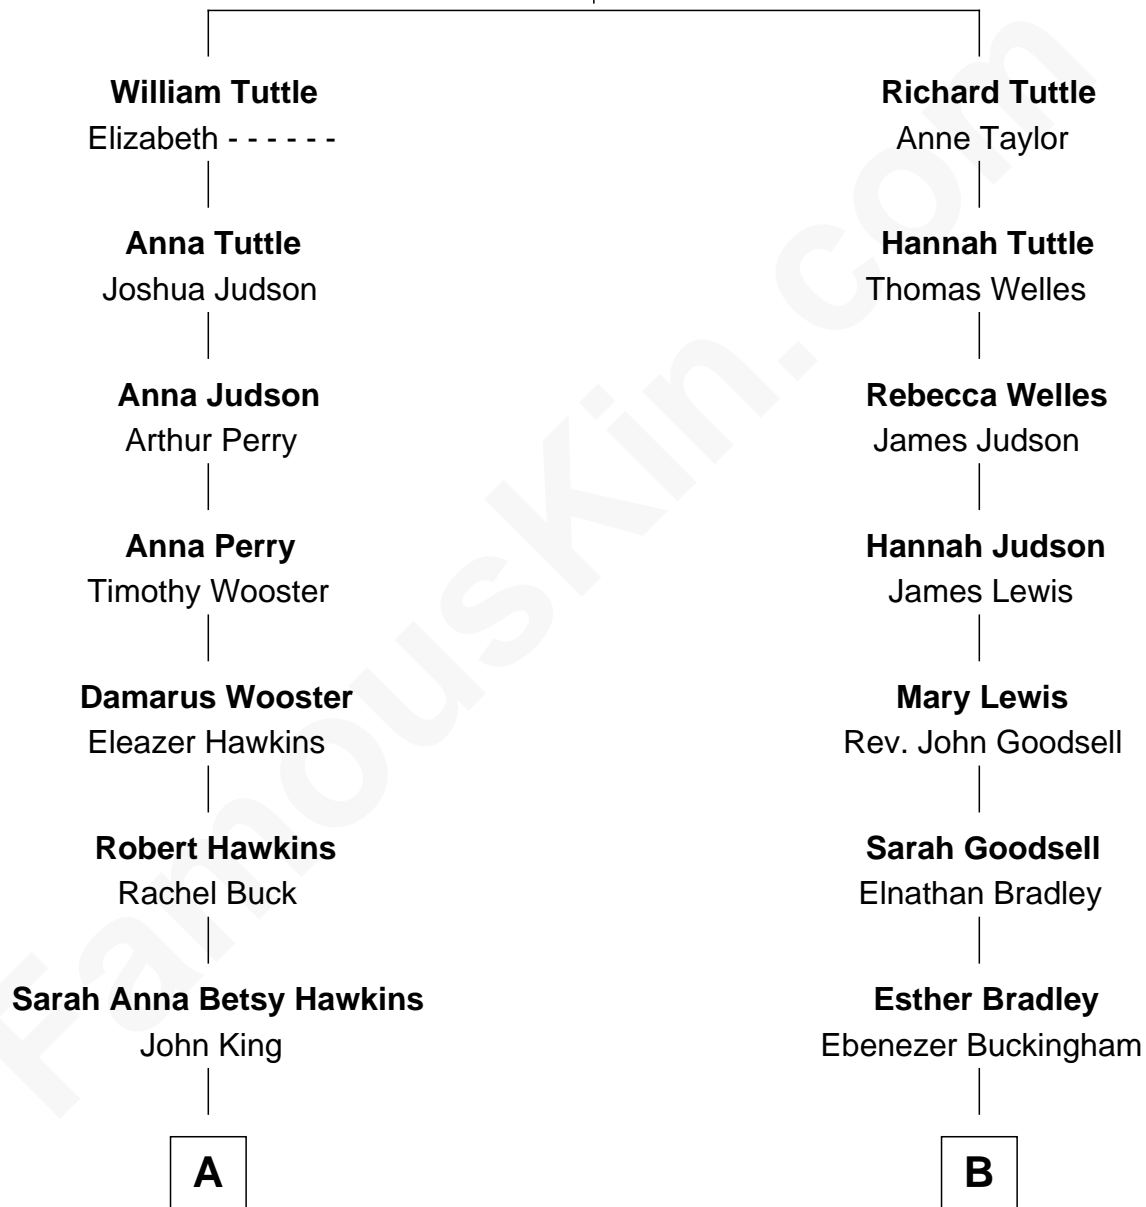 William Tuttle
Elizabeth - - - - - -
Richard Tuttle
Anne Taylor
Anna Tuttle
Joshua Judson
Hannah Tuttle
Thomas Welles
Anna Judson
Arthur Perry
Rebecca Welles
James Judson
Anna Perry
Timothy Wooster
Hannah Judson
James Lewis
Damarus Wooster
Eleazer Hawkins
Mary Lewis
Rev. John Goodsell
Robert Hawkins
Rachel Buck
Sarah Goodsell
Elnathan Bradley
Sarah Anna Betsy Hawkins
John King
Esther Bradley
Ebenezer Buckingham
A
B
FamousKin.com